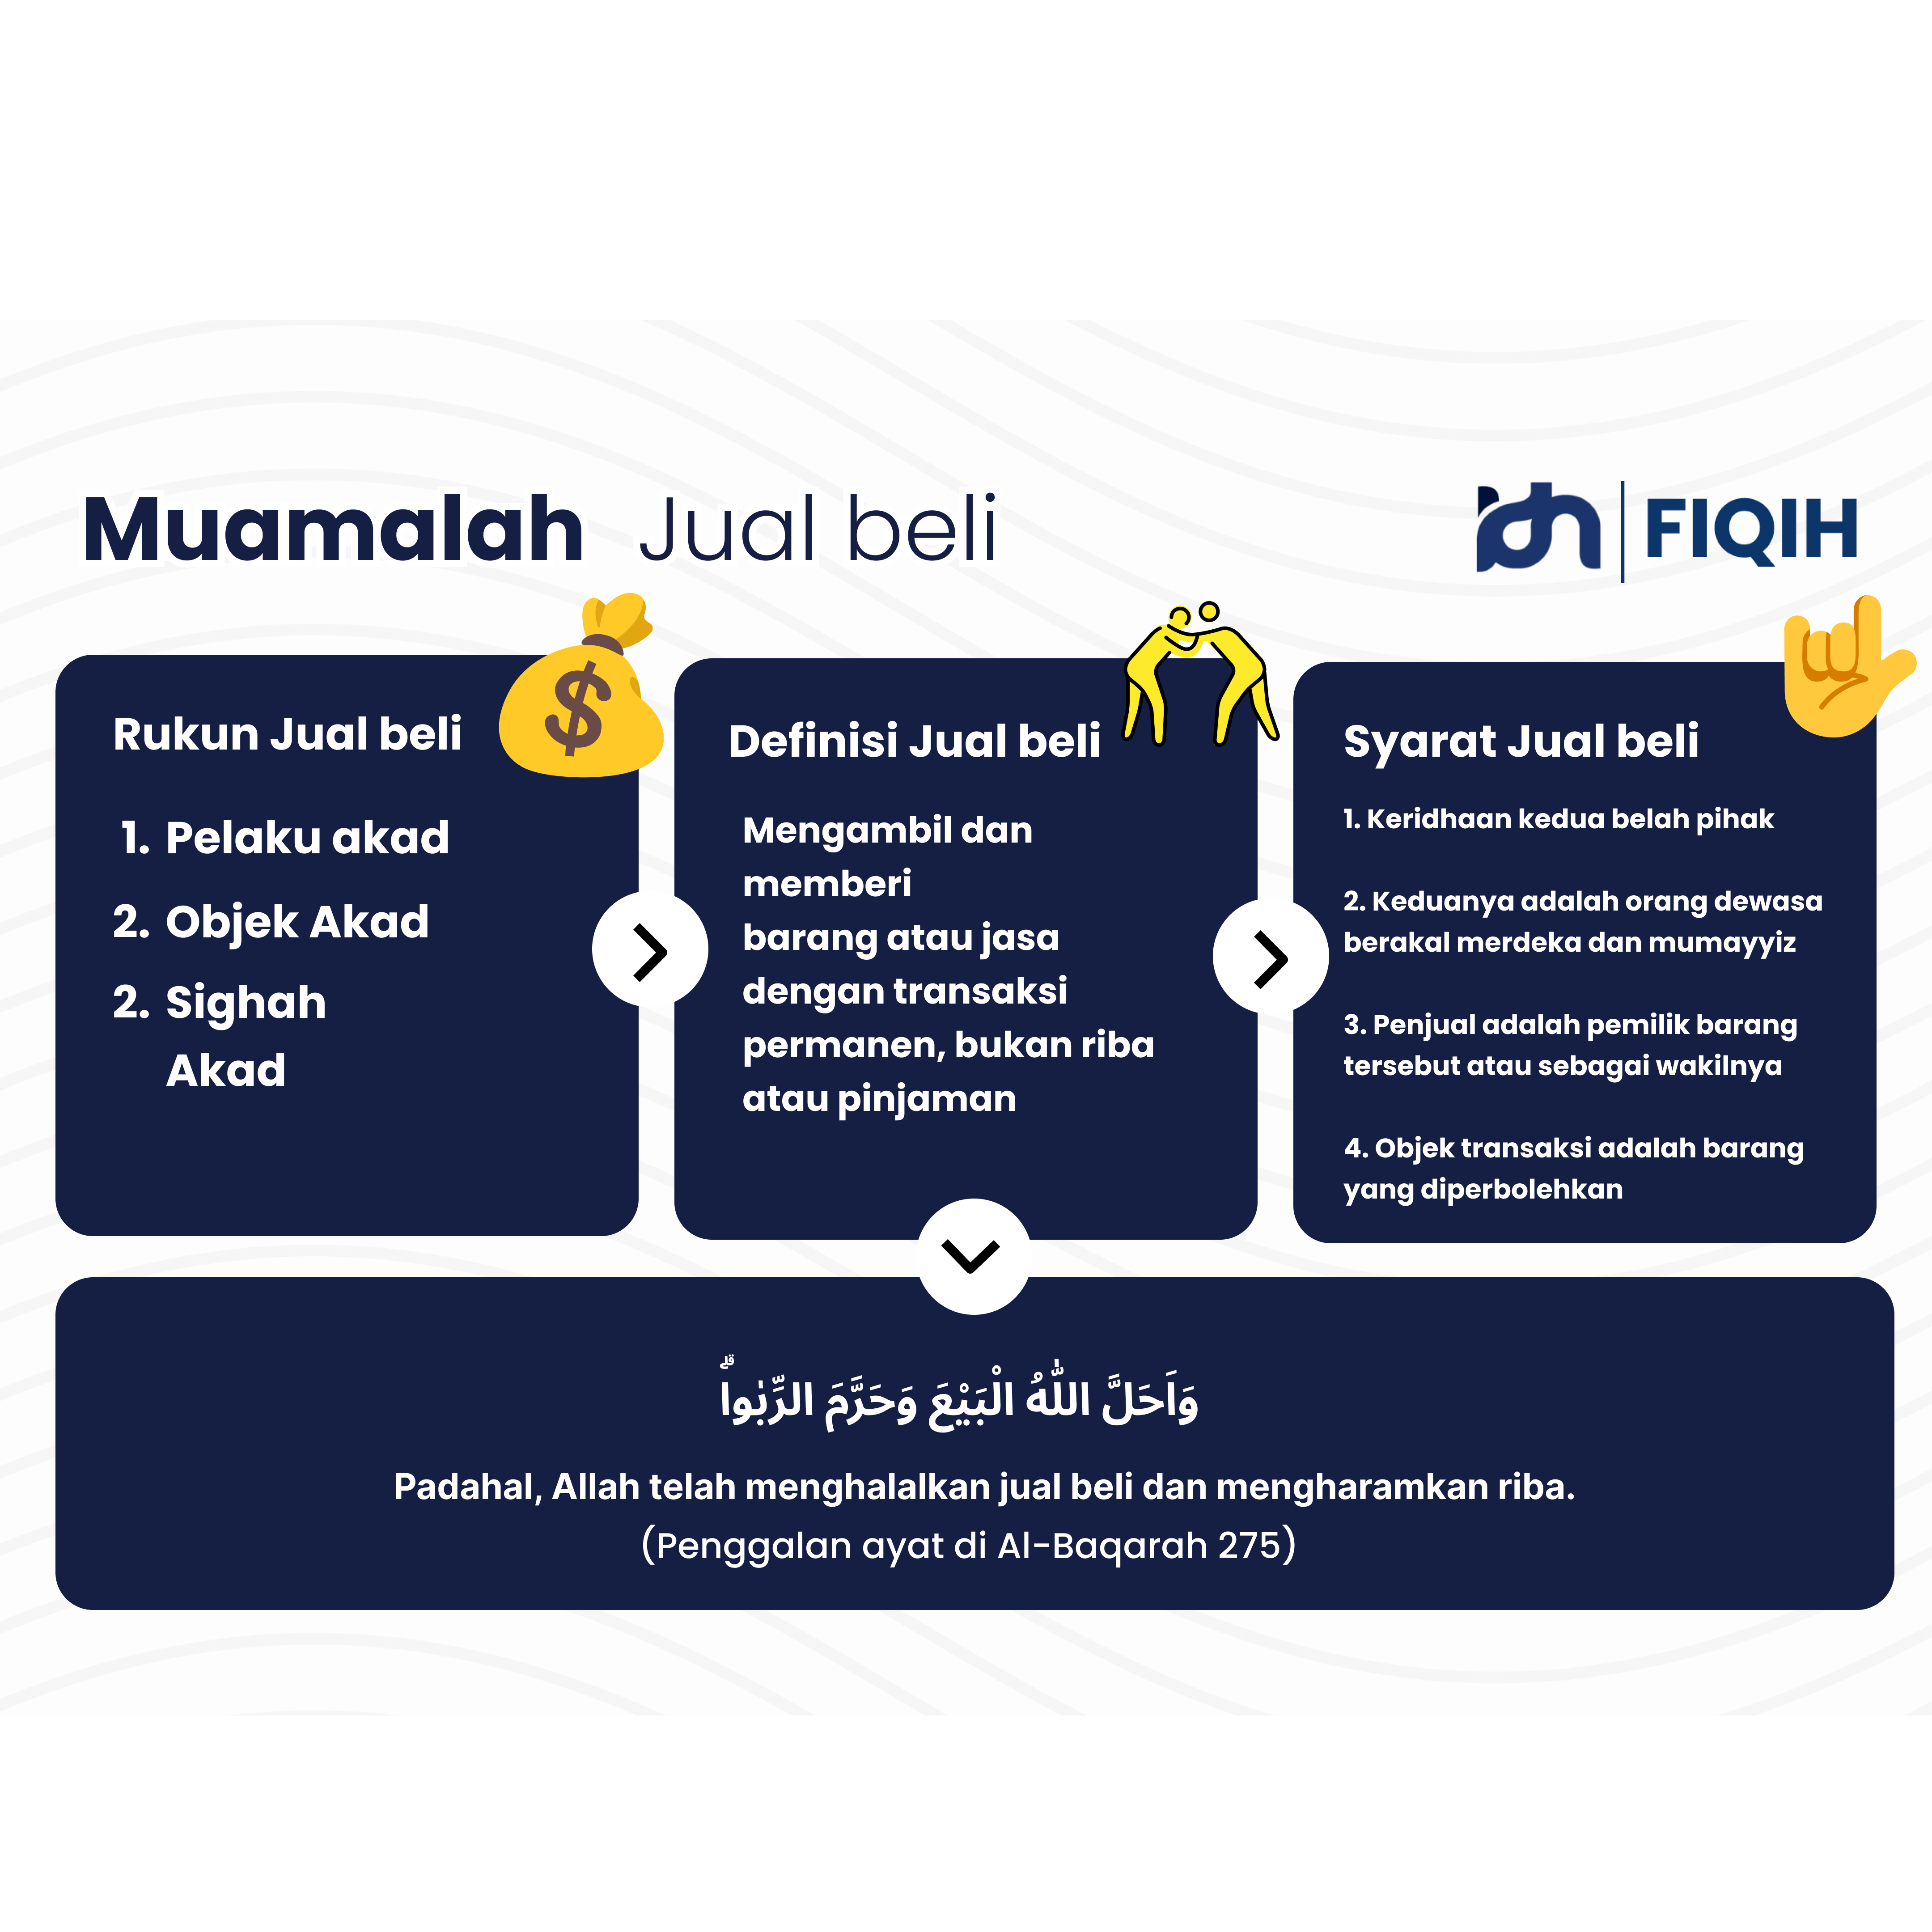 Muamalah Jual beli
FIQIH
Rukun Jual beli
1. Pelaku akad
2. Objek Akad
2. Sighah
Akad
Definisi Jual beli
Mengambil dan
memberi
barang atau jasa
dengan transaksi
permanen, bukan riba
atau pinjaman
Syarat Jual beli
1. Keridhaan kedua belah pihak
2. Keduanya adalah orang dewasa
berakal merdeka dan mumayyiz
3. Penjual adalah pemilik barang
tersebut atau sebagai wakilnya
4. Objek transaksi adalah barang
yang diperbolehkan
وَاَحَلَّ اللّٰهُ الْبَيْعَ وَحَرَّمَ الرِّبٰواۗ
Padahal, Allah telah menghalalkan jual beli dan mengharamkan riba.
(Penggalan ayat di Al-Baqarah 275)